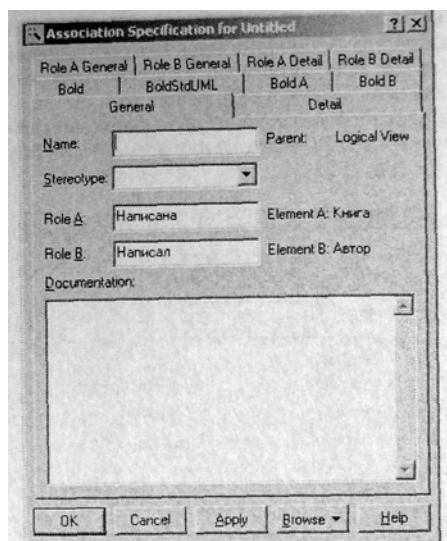 Association Specification for Untitled
Role A General Role B General Role A Detail Role B Detail
Bold BoldStdUML Bold A Bold B
General Detail
Name: Parent: Logical View
Stereotype:
Role A: Написана Element A: Книга
Role B: Написал Element B: Автор
Documentation:
OK Cancel Apply Browse Help